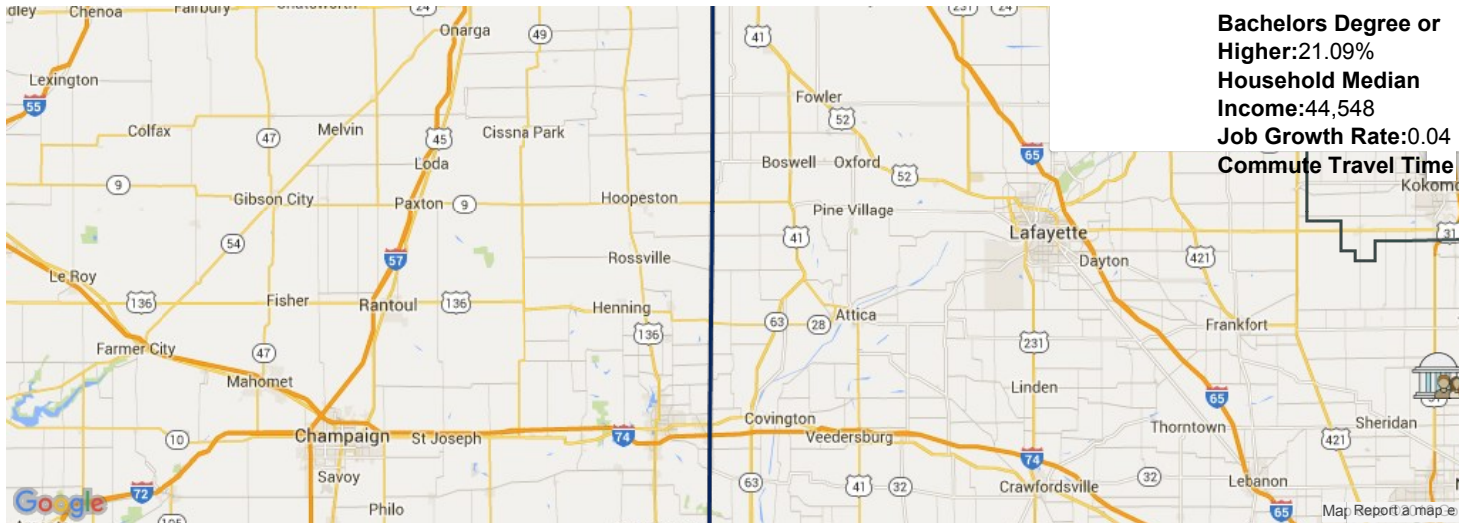 Chenoa
Fairbury
24
Onarga
49
41
231
24
Bachelors Degree or
Higher:21.09%
Household Median
Income:44,548
Job Growth Rate:0.04
Commute Travel Time
Lexington
55
Colfax
47
Melvin
45
Cissna Park
Loda
Fowler
52
65
Boswell
Oxford
52
9
Gibson City
Paxton
9
Hoopeston
Pine Village
54
57
Rossville
41
Lafayette
Dayton
421
31
Le Roy
136
Fisher
Rantoul
136
Henning
136
63
28
Attica
Frankfort
Farmer City
47
Mahomet
231
Linden
65
10
Champaign
St Joseph
74
Covington
Veedersburg
Thorntown
421
Sheridan
Savoy
74
63
41
32
Crawfordsville
32
Lebanon
72
Google
Philo
65
Map
Report a map e